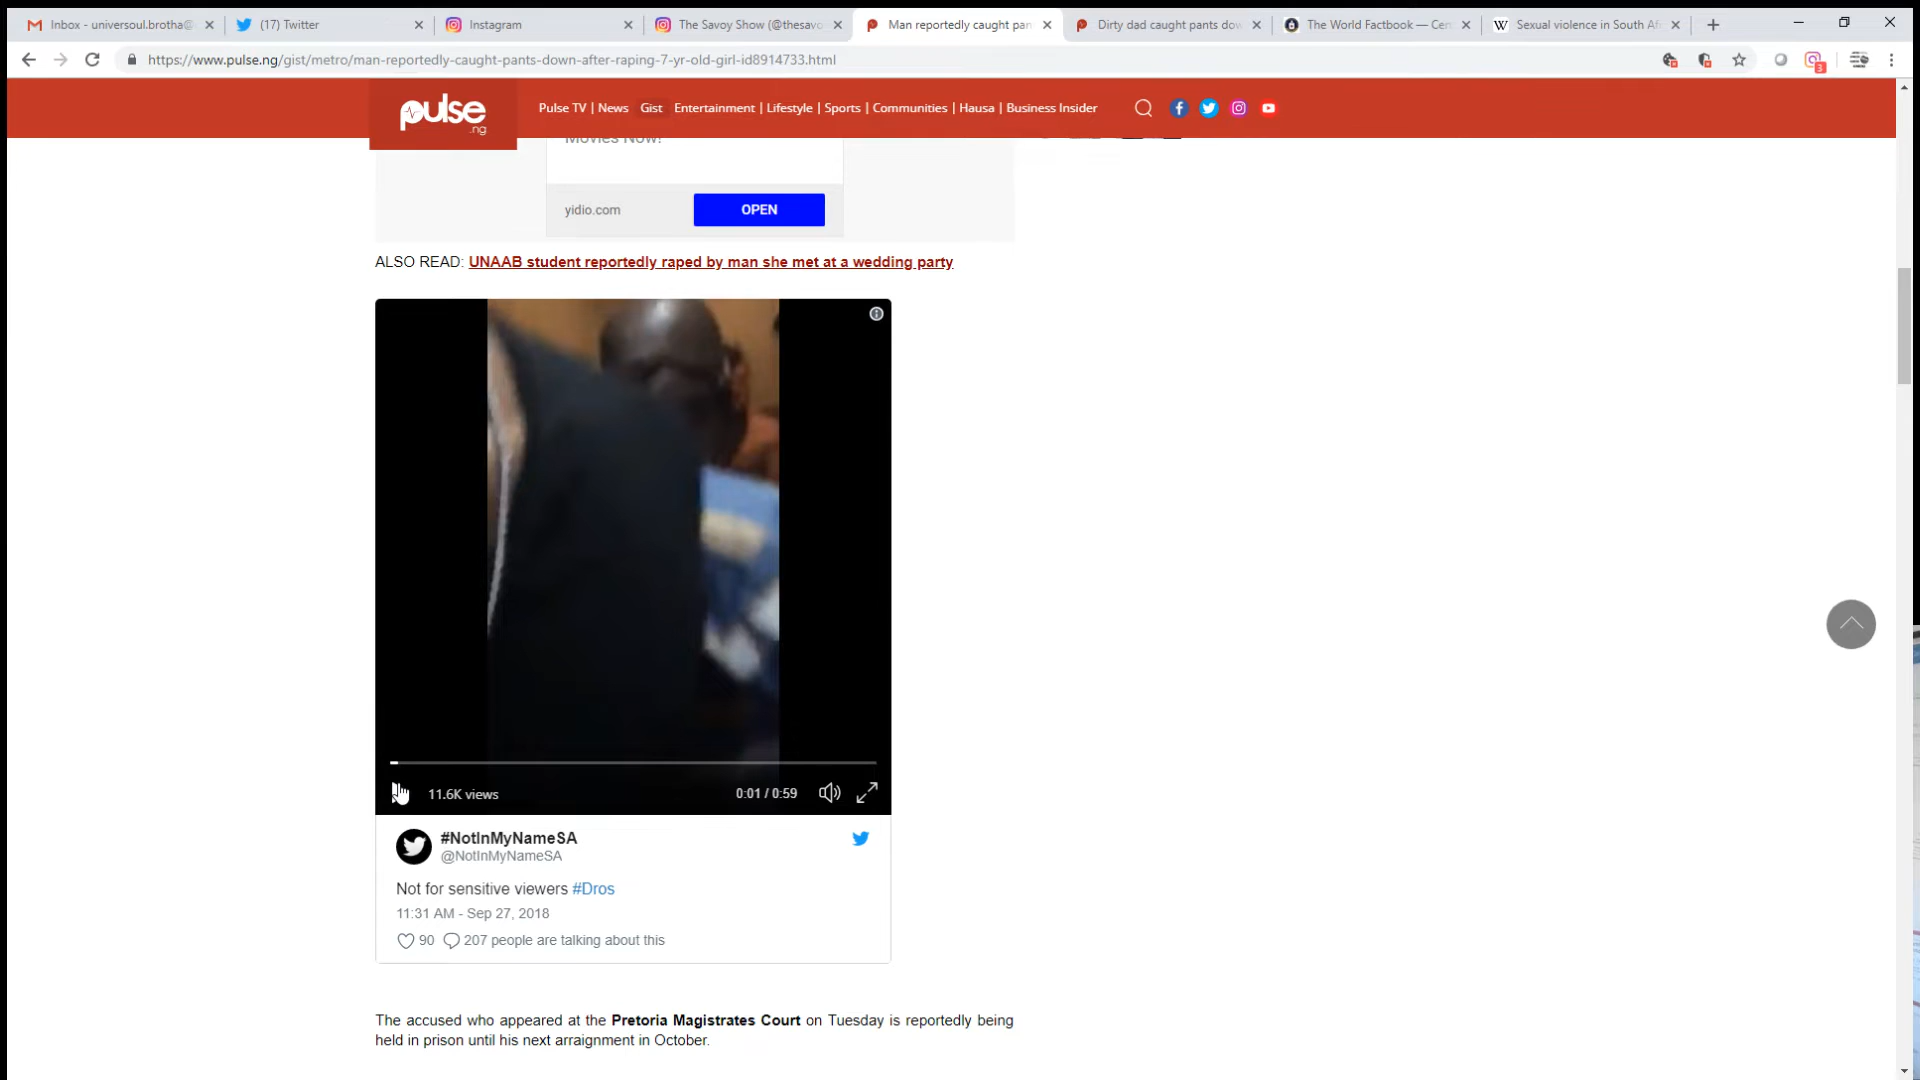 Inbox - universoul.brotha@
(17) Twitter
Instagram
The Savoy Show (@thesavo
Man reportedly caught pan
Dirty dad caught pants dow
The World Factbook — Cen
Sexual violence in South Af
https://www.pulse.ng/gist/metro/man-reportedly-caught-pants-down-after-raping-7-yr-old-girl-id8914733.html
3
pulse
.ng
Pulse TV | News Gist Entertainment | Lifestyle | Sports | Communities | Hausa | Business Insider
Movies Now!
yidio.com OPEN
ALSO READ: UNAAB student reportedly raped by man she met at a wedding party
11.6K views 0:01 / 0:59
#NotInMyNameSA
@NotInMyNameSA
Not for sensitive viewers #Dros
11:31 AM - Sep 27, 2018
90 207 people are talking about this
The accused who appeared at the Pretoria Magistrates Court on Tuesday is reportedly being
held in prison until his next arraignment in October.